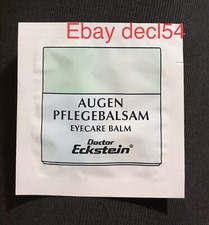 Ebay decl54
AUGEN
PFLEGEBALSAM
EYECARE BALM
Doctor
Eckstein®